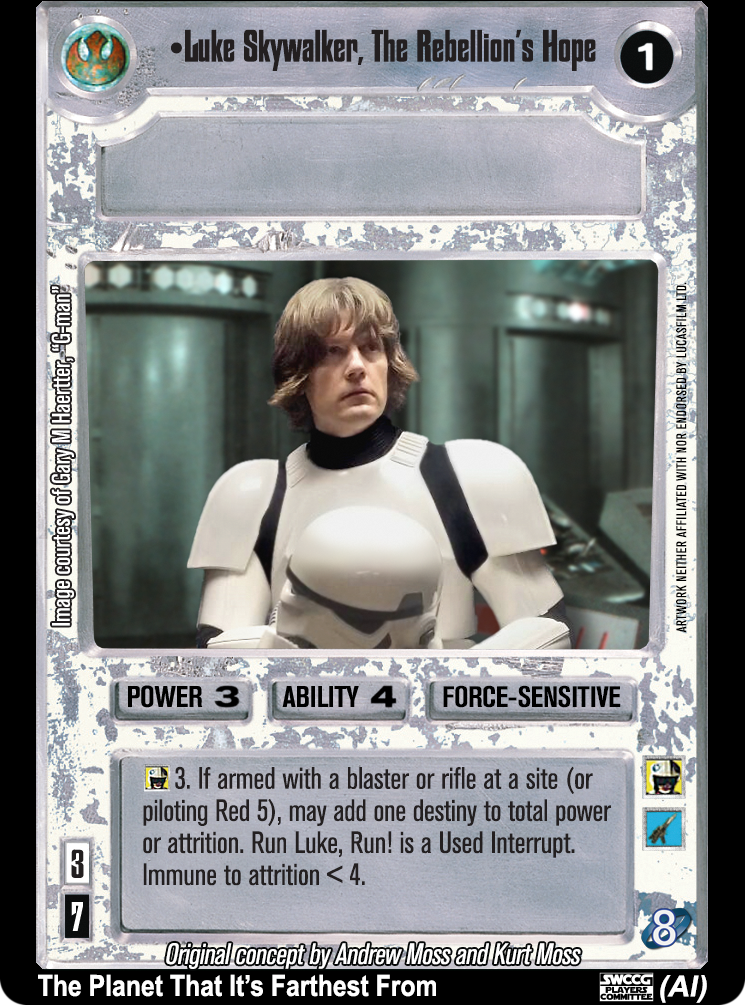 •Luke Skywalker, The Rebellion's Hope
1
Image courtesy of Gary M Haertter, "G-man"
ARTWORK NEITHER AFFILIATED WITH NOR ENDORSED BY LUCASFILM LTD.
POWER 3
ABILITY 4
FORCE-SENSITIVE
3. If armed with a blaster or rifle at a site (or
piloting Red 5), may add one destiny to total power
or attrition. Run Luke, Run! is a Used Interrupt.
Immune to attrition < 4.
3
7
8
Original concept by Andrew Moss and Kurt Moss
The Planet That It's Farthest From
SWCCG
PLAYERS
COMMITTEE
(AI)